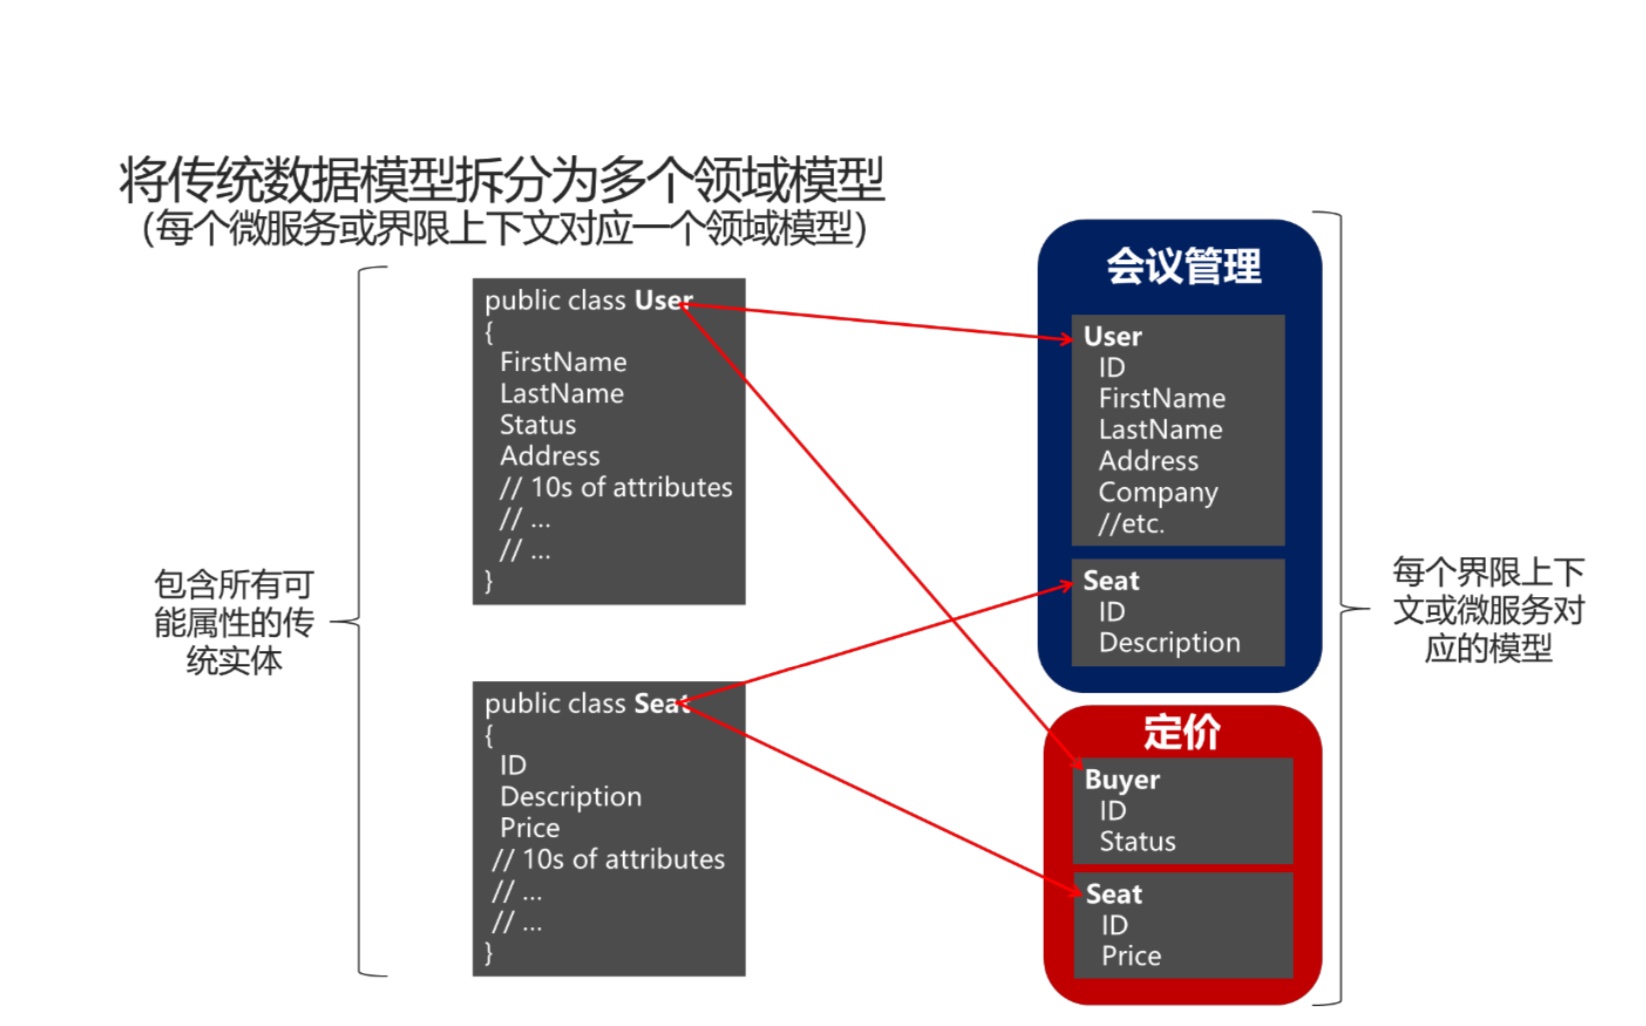 将传统数据模型拆分为多个领域模型
（每个微服务或界限上下文对应一个领域模型）
包含所有可
能属性的传
统实体
public class User
{
FirstName
LastName
Status
Address
// 10s of attributes
// ...
// ...
}
public class Seat
{
ID
Description
Price
// 10s of attributes
// ...
// ...
}
会议管理
User
ID
FirstName
LastName
Address
Company
//etc.
Seat
ID
Description
定价
Buyer
ID
Status
Seat
ID
Price
每个界限上下
文或微服务对
应的模型